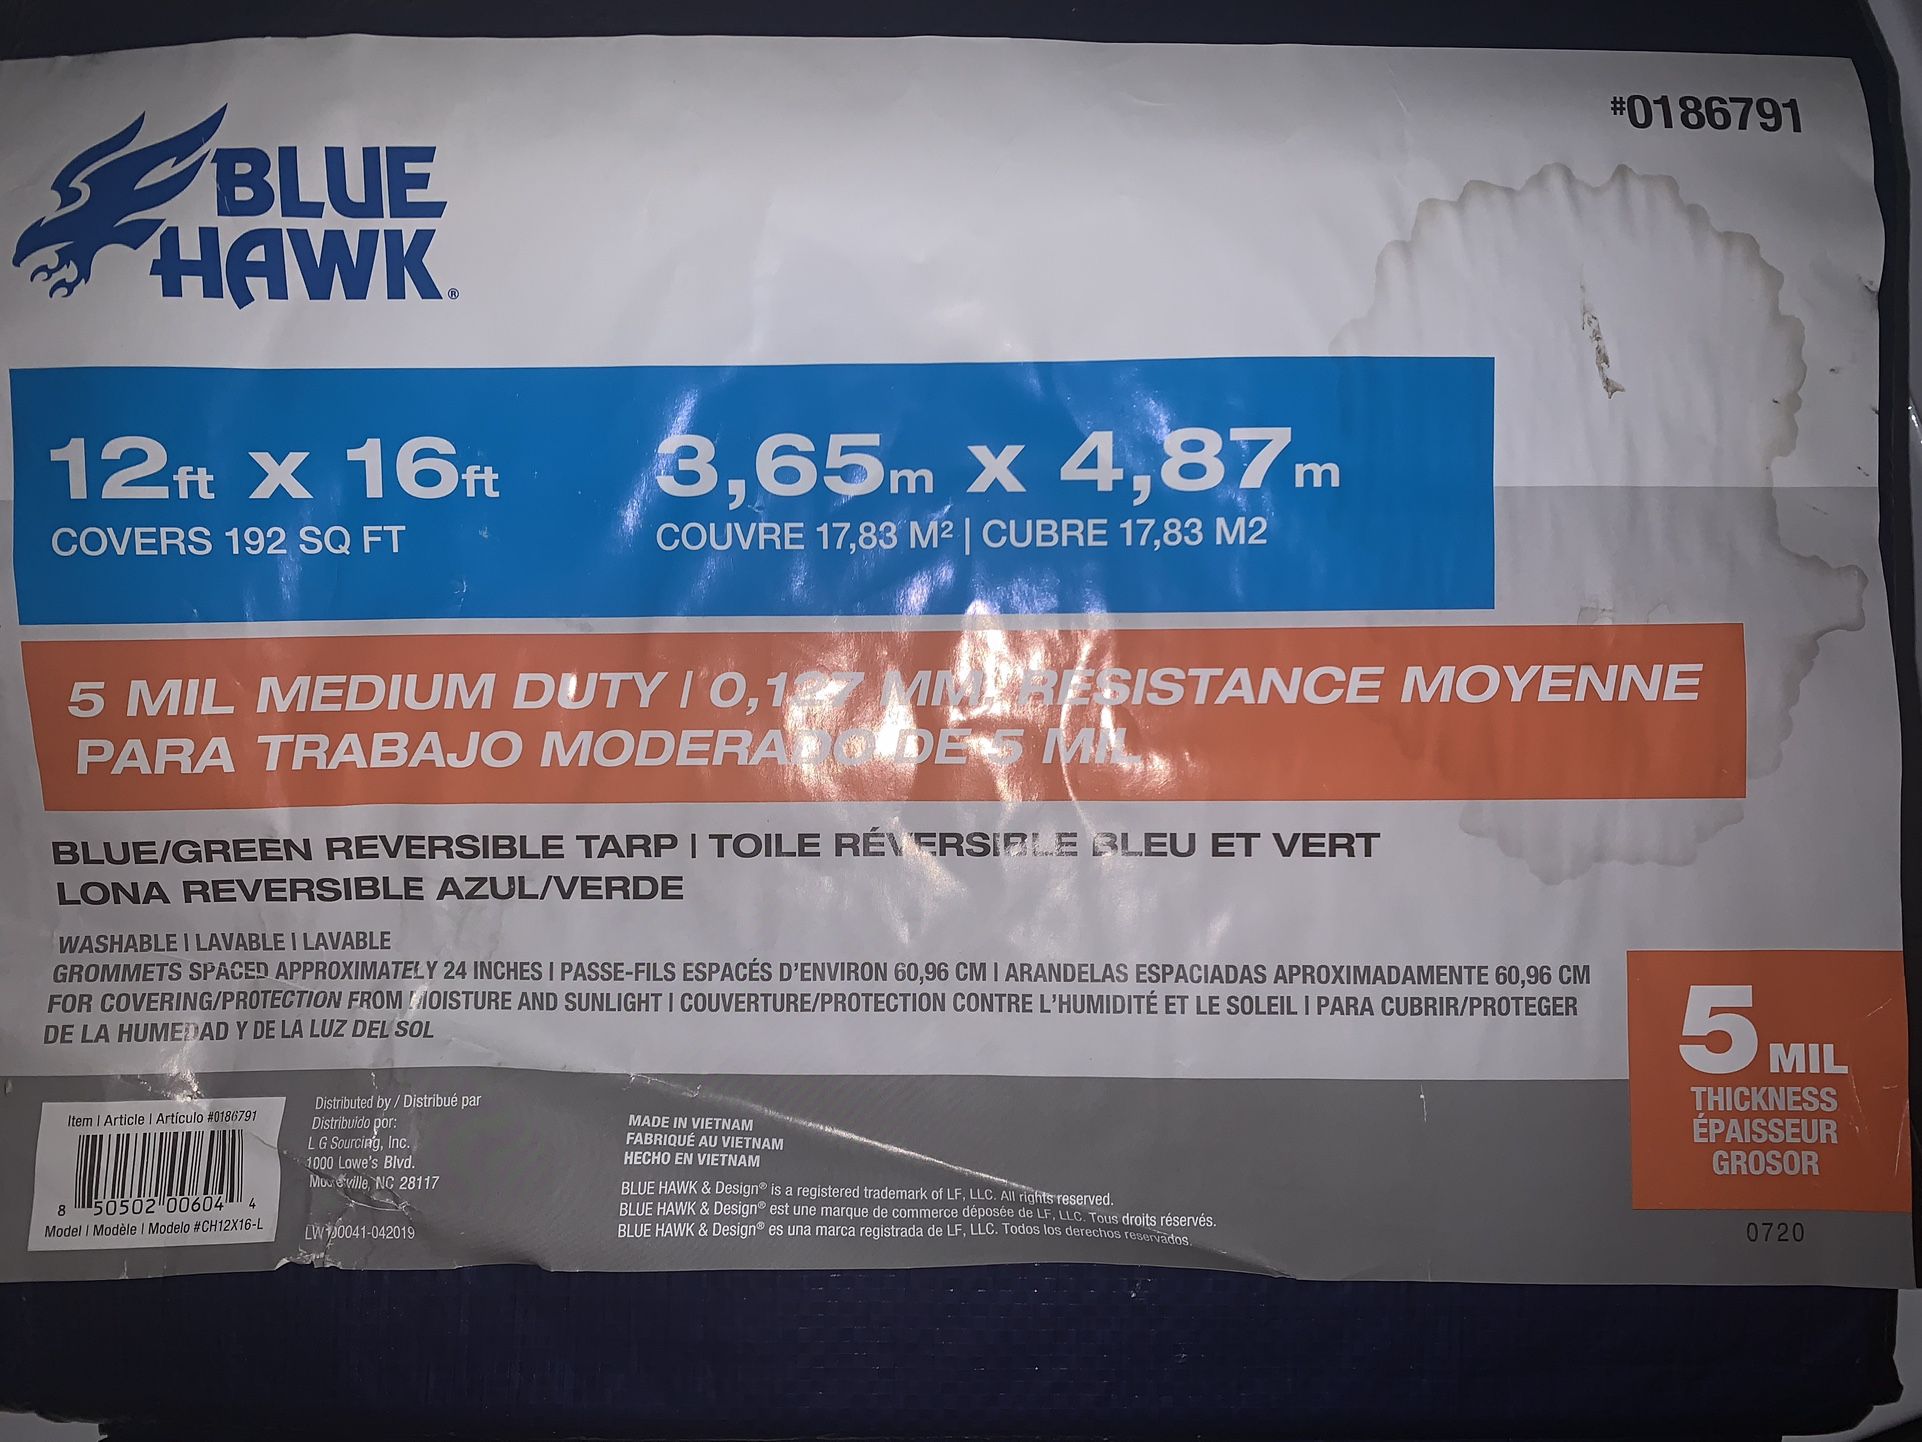 #0186791
BLUE
HAWK®
12ft x 16ft
COVERS 192 SQ FT
3,65m x 4,87m
COUVRE 17,83 M² | CUBRE 17,83 M2
5 MIL MEDIUM DUTY | 0,127 MM/ RÉSISTANCE MOYENNE
PARA TRABAJO MODERADO DE 5 MIL
BLUE/GREEN REVERSIBLE TARP | TOILE RÉVERSIBLE BLEU ET VERT
LONA REVERSIBLE AZUL/VERDE
WASHABLE | LAVABLE | LAVABLE
GROMMETS SPACED APPROXIMATELY 24 INCHES | PASSE-FILS ESPACÉS D'ENVIRON 60,96 CM | ARANDELAS ESPACIADAS APROXIMADAMENTE 60,96 CM
FOR COVERING/PROTECTION FROM MOISTURE AND SUNLIGHT | COUVERTURE/PROTECTION CONTRE L'HUMIDITÉ ET LE SOLEIL | PARA CUBRIR/PROTEGER
DE LA HUMEDAD Y DE LA LUZ DEL SOL
5 MIL
THICKNESS
ÉPAISSEUR
GROSOR
0720
Item | Article | Artículo #0186791
8 50502 00604 4
Model | Modèle | Modelo #CH12X16-L
Distributed by / Distribué par
Distribuido por:
L G Sourcing, Inc.
1000 Lowe's Blvd.
Mooresville, NC 28117
LW100041-042019
MADE IN VIETNAM
FABRIQUÉ AU VIETNAM
HECHO EN VIETNAM
BLUE HAWK & Design® is a registered trademark of LF, LLC. All rights reserved.
BLUE HAWK & Design® est une marque de commerce déposée de LF, LLC. Tous droits réservés.
BLUE HAWK & Design® es una marca registrada de LF, LLC. Todos los derechos reservados.